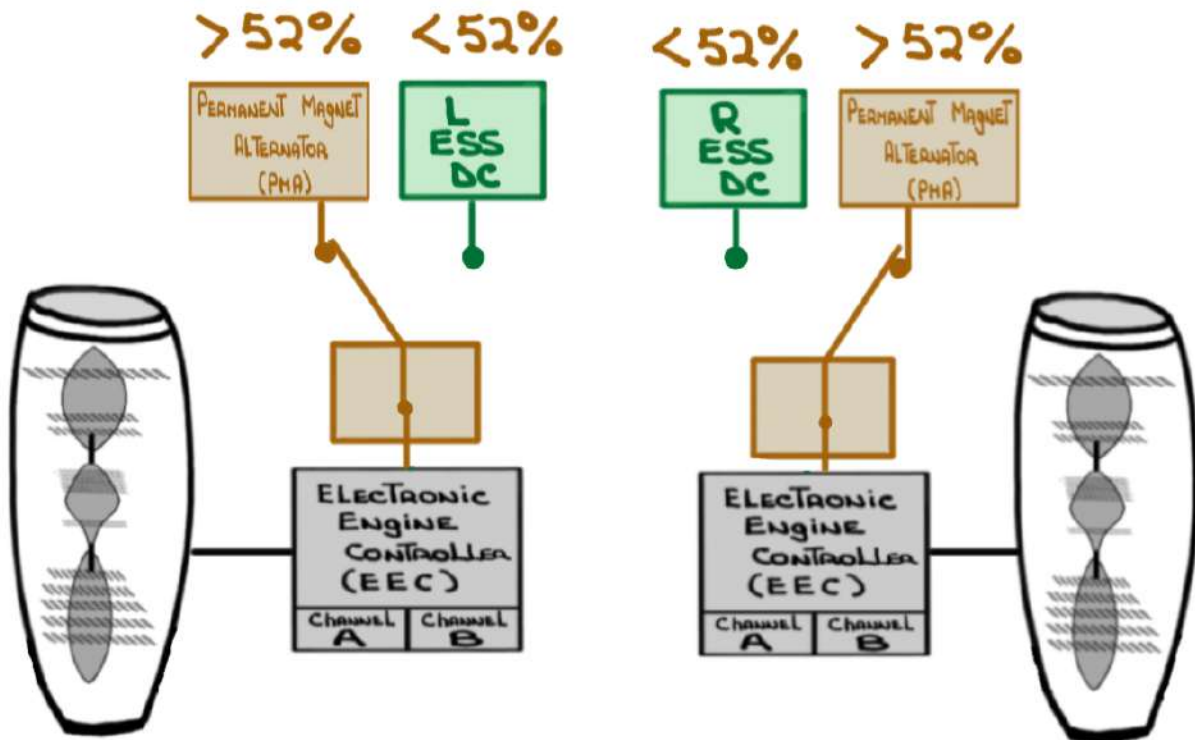 >52%
<52%
<52%
>52%
PERMANENT MAGNET
ALTERNATOR
(PMA)
L
ESS
DC
R
ESS
DC
PERMANENT MAGNET
ALTERNATOR
(PMA)
ELECTRONIC
ENGINE
CONTROLLER
(EEC)
CHANNEL
A
CHANNEL
B
ELECTRONIC
ENGINE
CONTROLLER
(EEC)
CHANNEL
A
CHANNEL
B